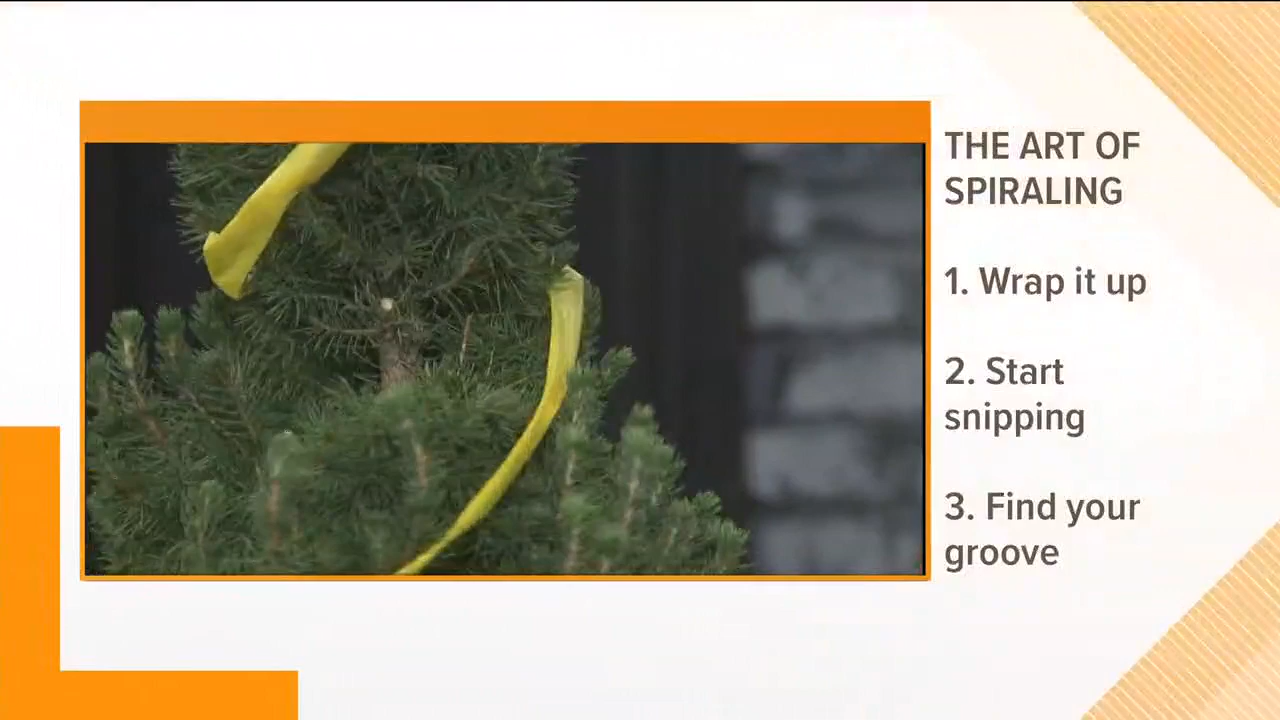 THE ART OF
SPIRALING
1. Wrap it up
2. Start
snipping
3. Find your
groove